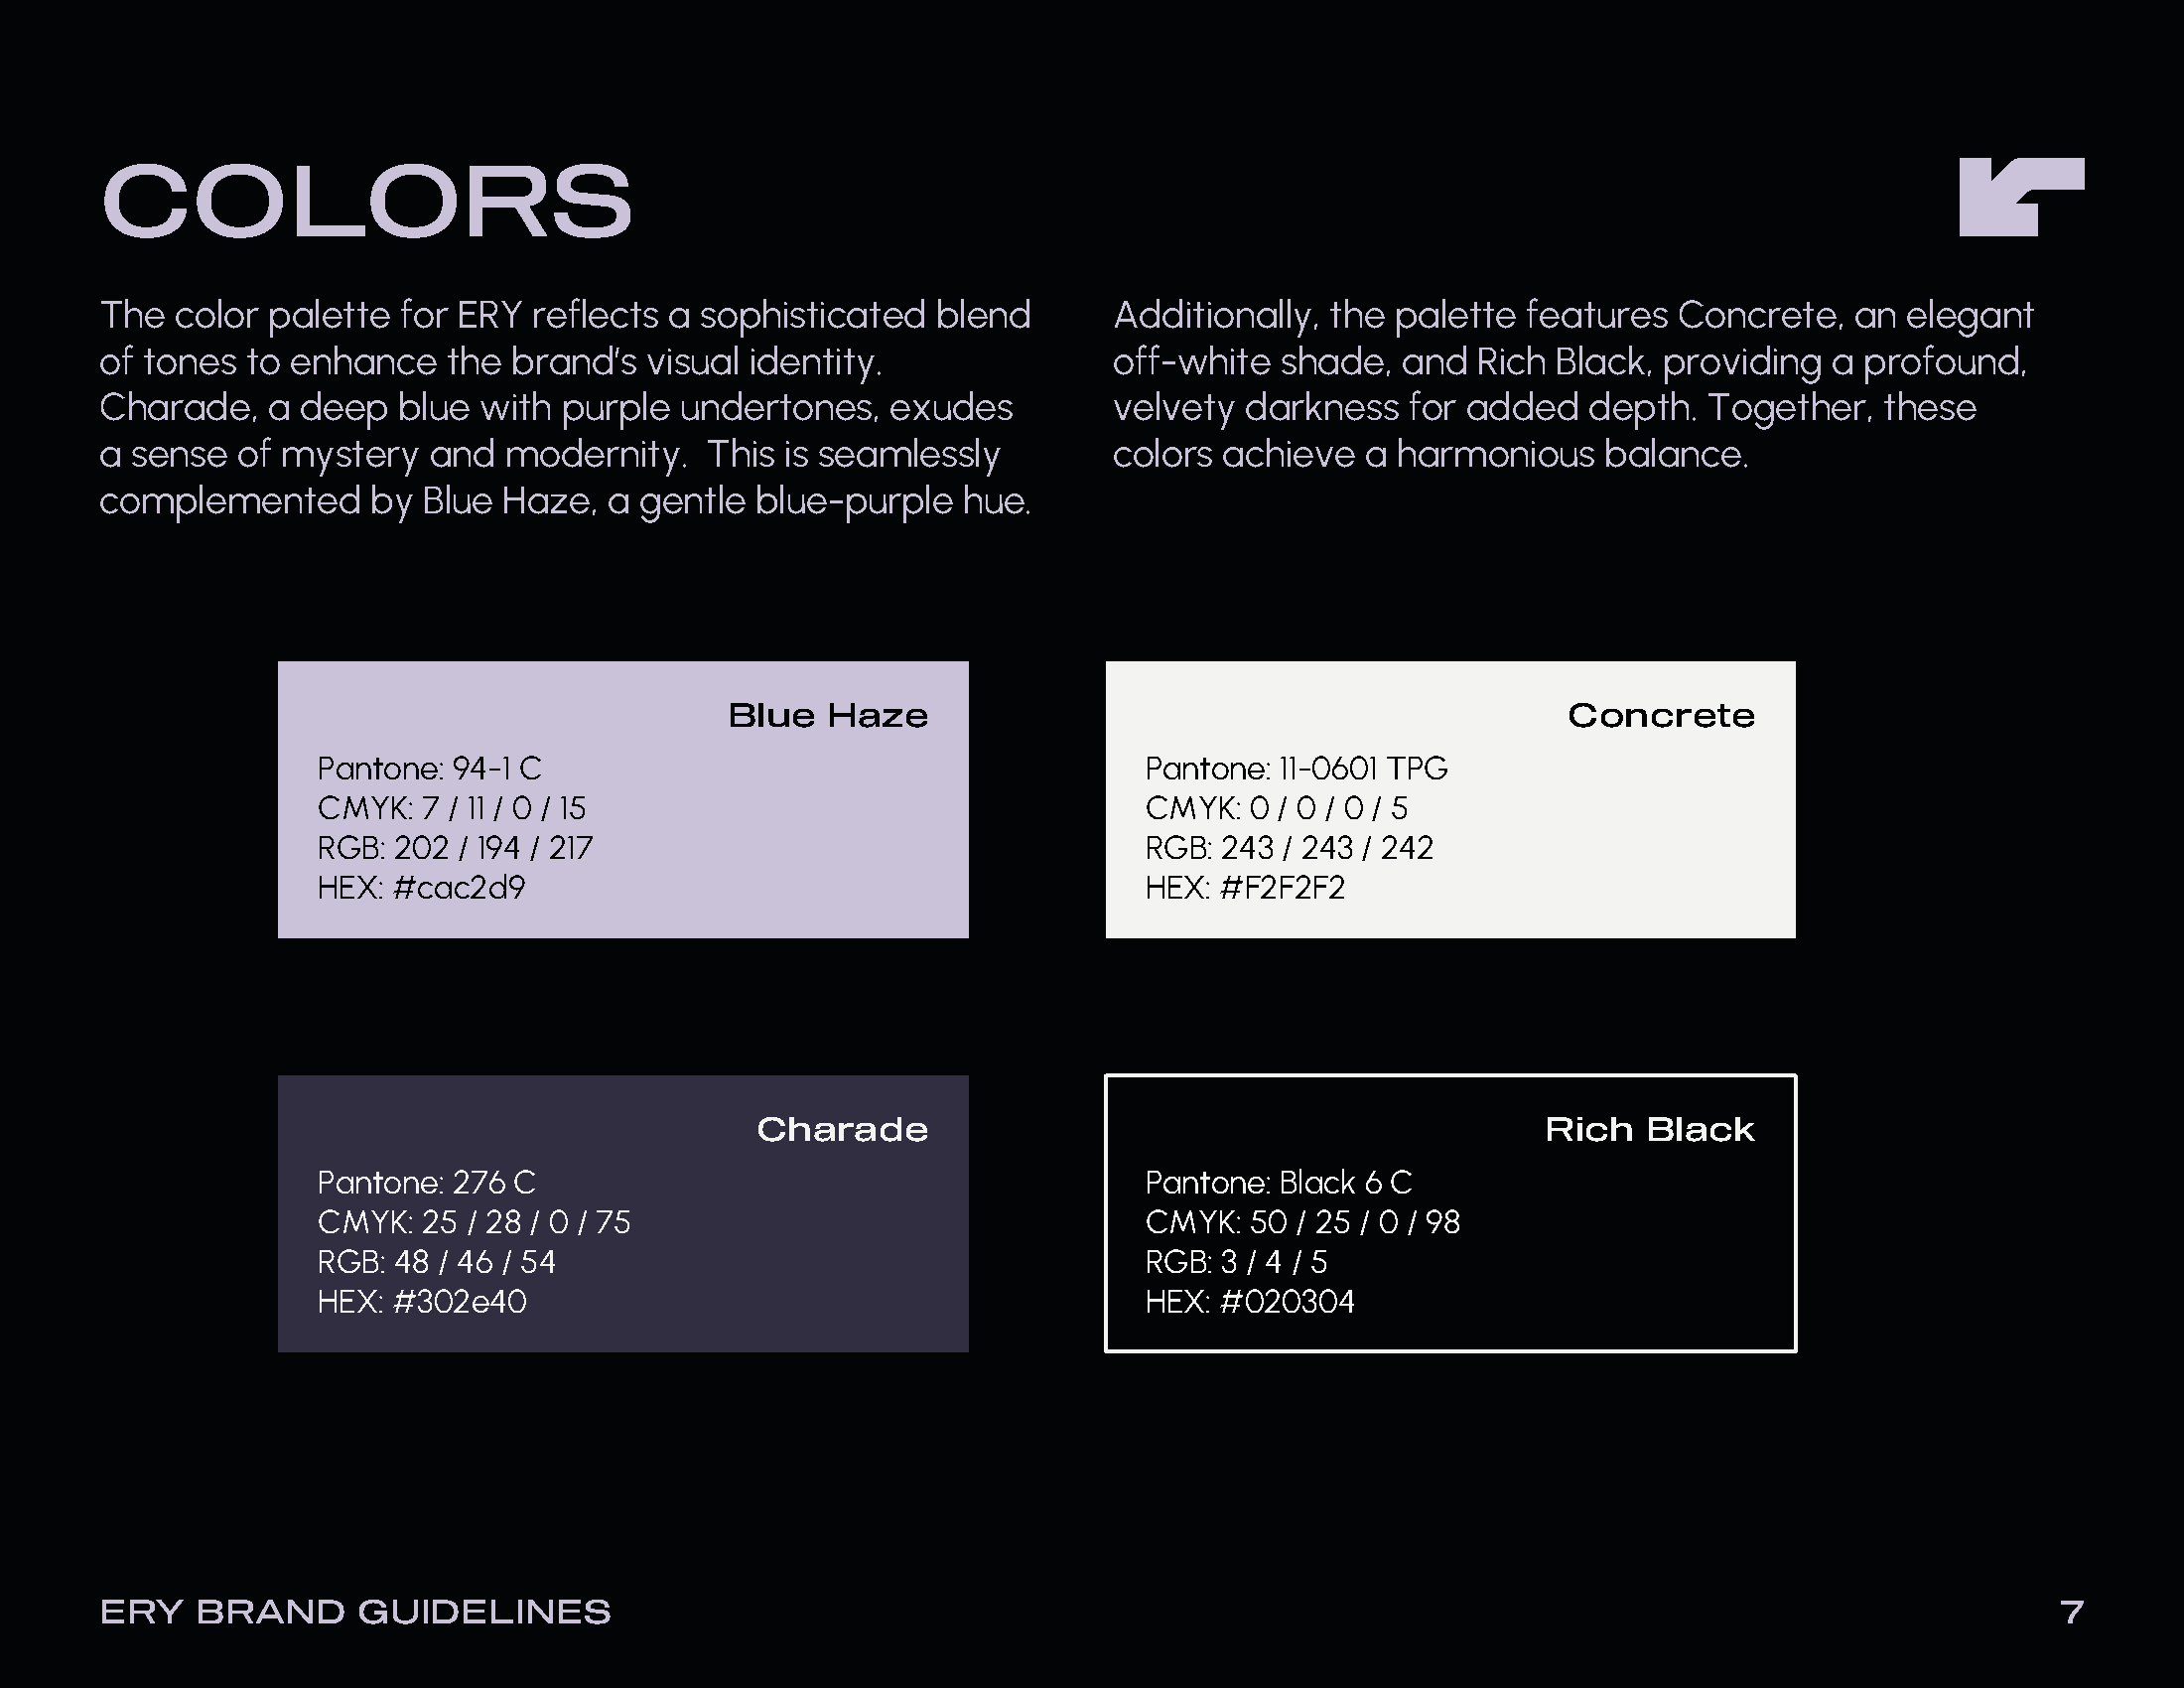 COLORS
The color palette for ERY reflects a sophisticated blend
of tones to enhance the brand's visual identity.
Charade, a deep blue with purple undertones, exudes
a sense of mystery and modernity.  This is seamlessly
complemented by Blue Haze, a gentle blue-purple hue.
Additionally, the palette features Concrete, an elegant
off-white shade, and Rich Black, providing a profound,
velvety darkness for added depth. Together, these
colors achieve a harmonious balance.
Blue Haze
Pantone: 94-1 C
CMYK: 7 / 11 / 0 / 15
RGB: 202 / 194 / 217
HEX: #cac2d9
Concrete
Pantone: 11-0601 TPG
CMYK: 0 / 0 / 0 / 5
RGB: 243 / 243 / 242
HEX: #F2F2F2
Charade
Pantone: 276 C
CMYK: 25 / 28 / 0 / 75
RGB: 48 / 46 / 54
HEX: #302e40
Rich Black
Pantone: Black 6 C
CMYK: 50 / 25 / 0 / 98
RGB: 3 / 4 / 5
HEX: #020304
ERY BRAND GUIDELINES
7